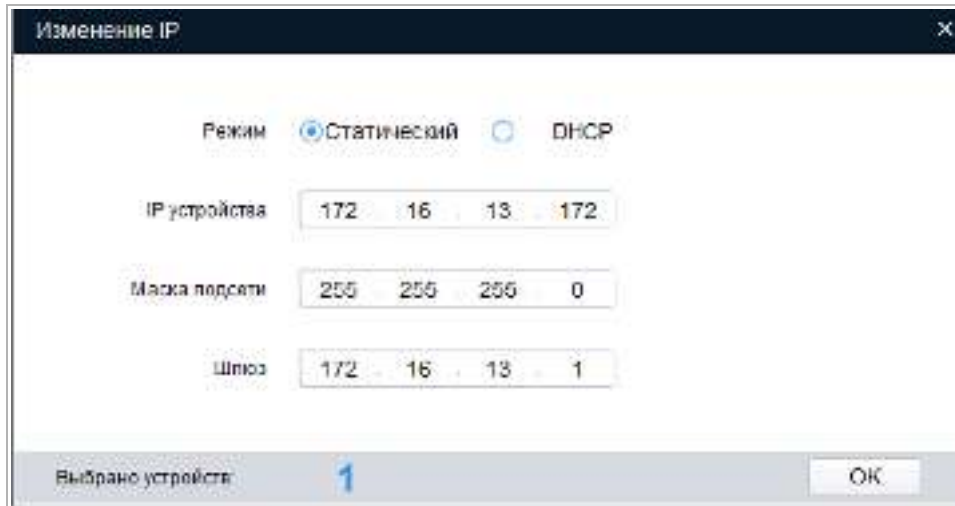 Изменение IP ×
Режим Статический DHCP
IP устройства 172 . 16 . 13 . 172
Маска подсети 255 . 255 . 255 . 0
Шлюз 172 . 16 . 13 . 1
Выбрано устройств 1 OK